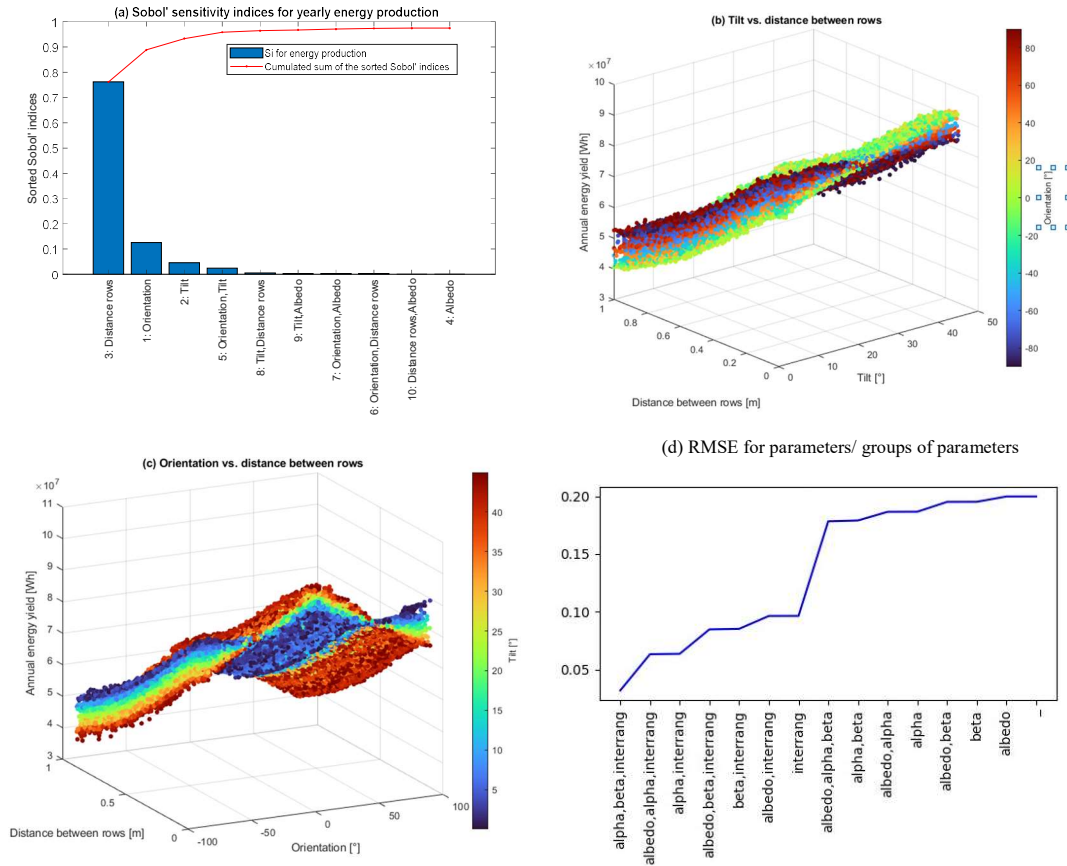 (a) Sobol' sensitivity indices for yearly energy production
1
0.9
0.8
0.7
0.6
0.5
0.4
0.3
0.2
0.1
0
Sorted Sobol' indices
Si for energy production
Cumulated sum of the sorted Sobol' indices
3: Distance rows
1: Orientation
2: Tilt
5: Orientation,Tilt
8: Tilt,Distance rows
9: Tilt,Albedo
7: Orientation,Albedo
6: Orientation,Distance rows
10: Distance rows,Albedo
4: Albedo
(b) Tilt vs. distance between rows
×10⁷
10
9
8
7
6
5
4
3
Annual energy yield [Wh]
1
0.8
0.6
0.4
0.2
0
Distance between rows [m]
0
10
20
30
40
50
Tilt [°]
80
60
40
20
0
-20
-40
-60
-80
Orientation [°]
(c) Orientation vs. distance between rows
×10⁷
11
10
9
8
7
6
5
4
3
Annual energy yield [Wh]
1
0.5
0
Distance between rows [m]
-100
-50
0
50
100
Orientation [°]
40
35
30
25
20
15
10
5
Tilt [°]
(d) RMSE for parameters/ groups of parameters
0.20
0.15
0.10
0.05
alpha,beta,interrang
albedo,alpha,interrang
alpha,interrang
albedo,beta,interrang
beta,interrang
albedo,interrang
interrang
albedo,alpha,beta
alpha,beta
albedo,alpha
alpha
albedo,beta
beta
albedo
_